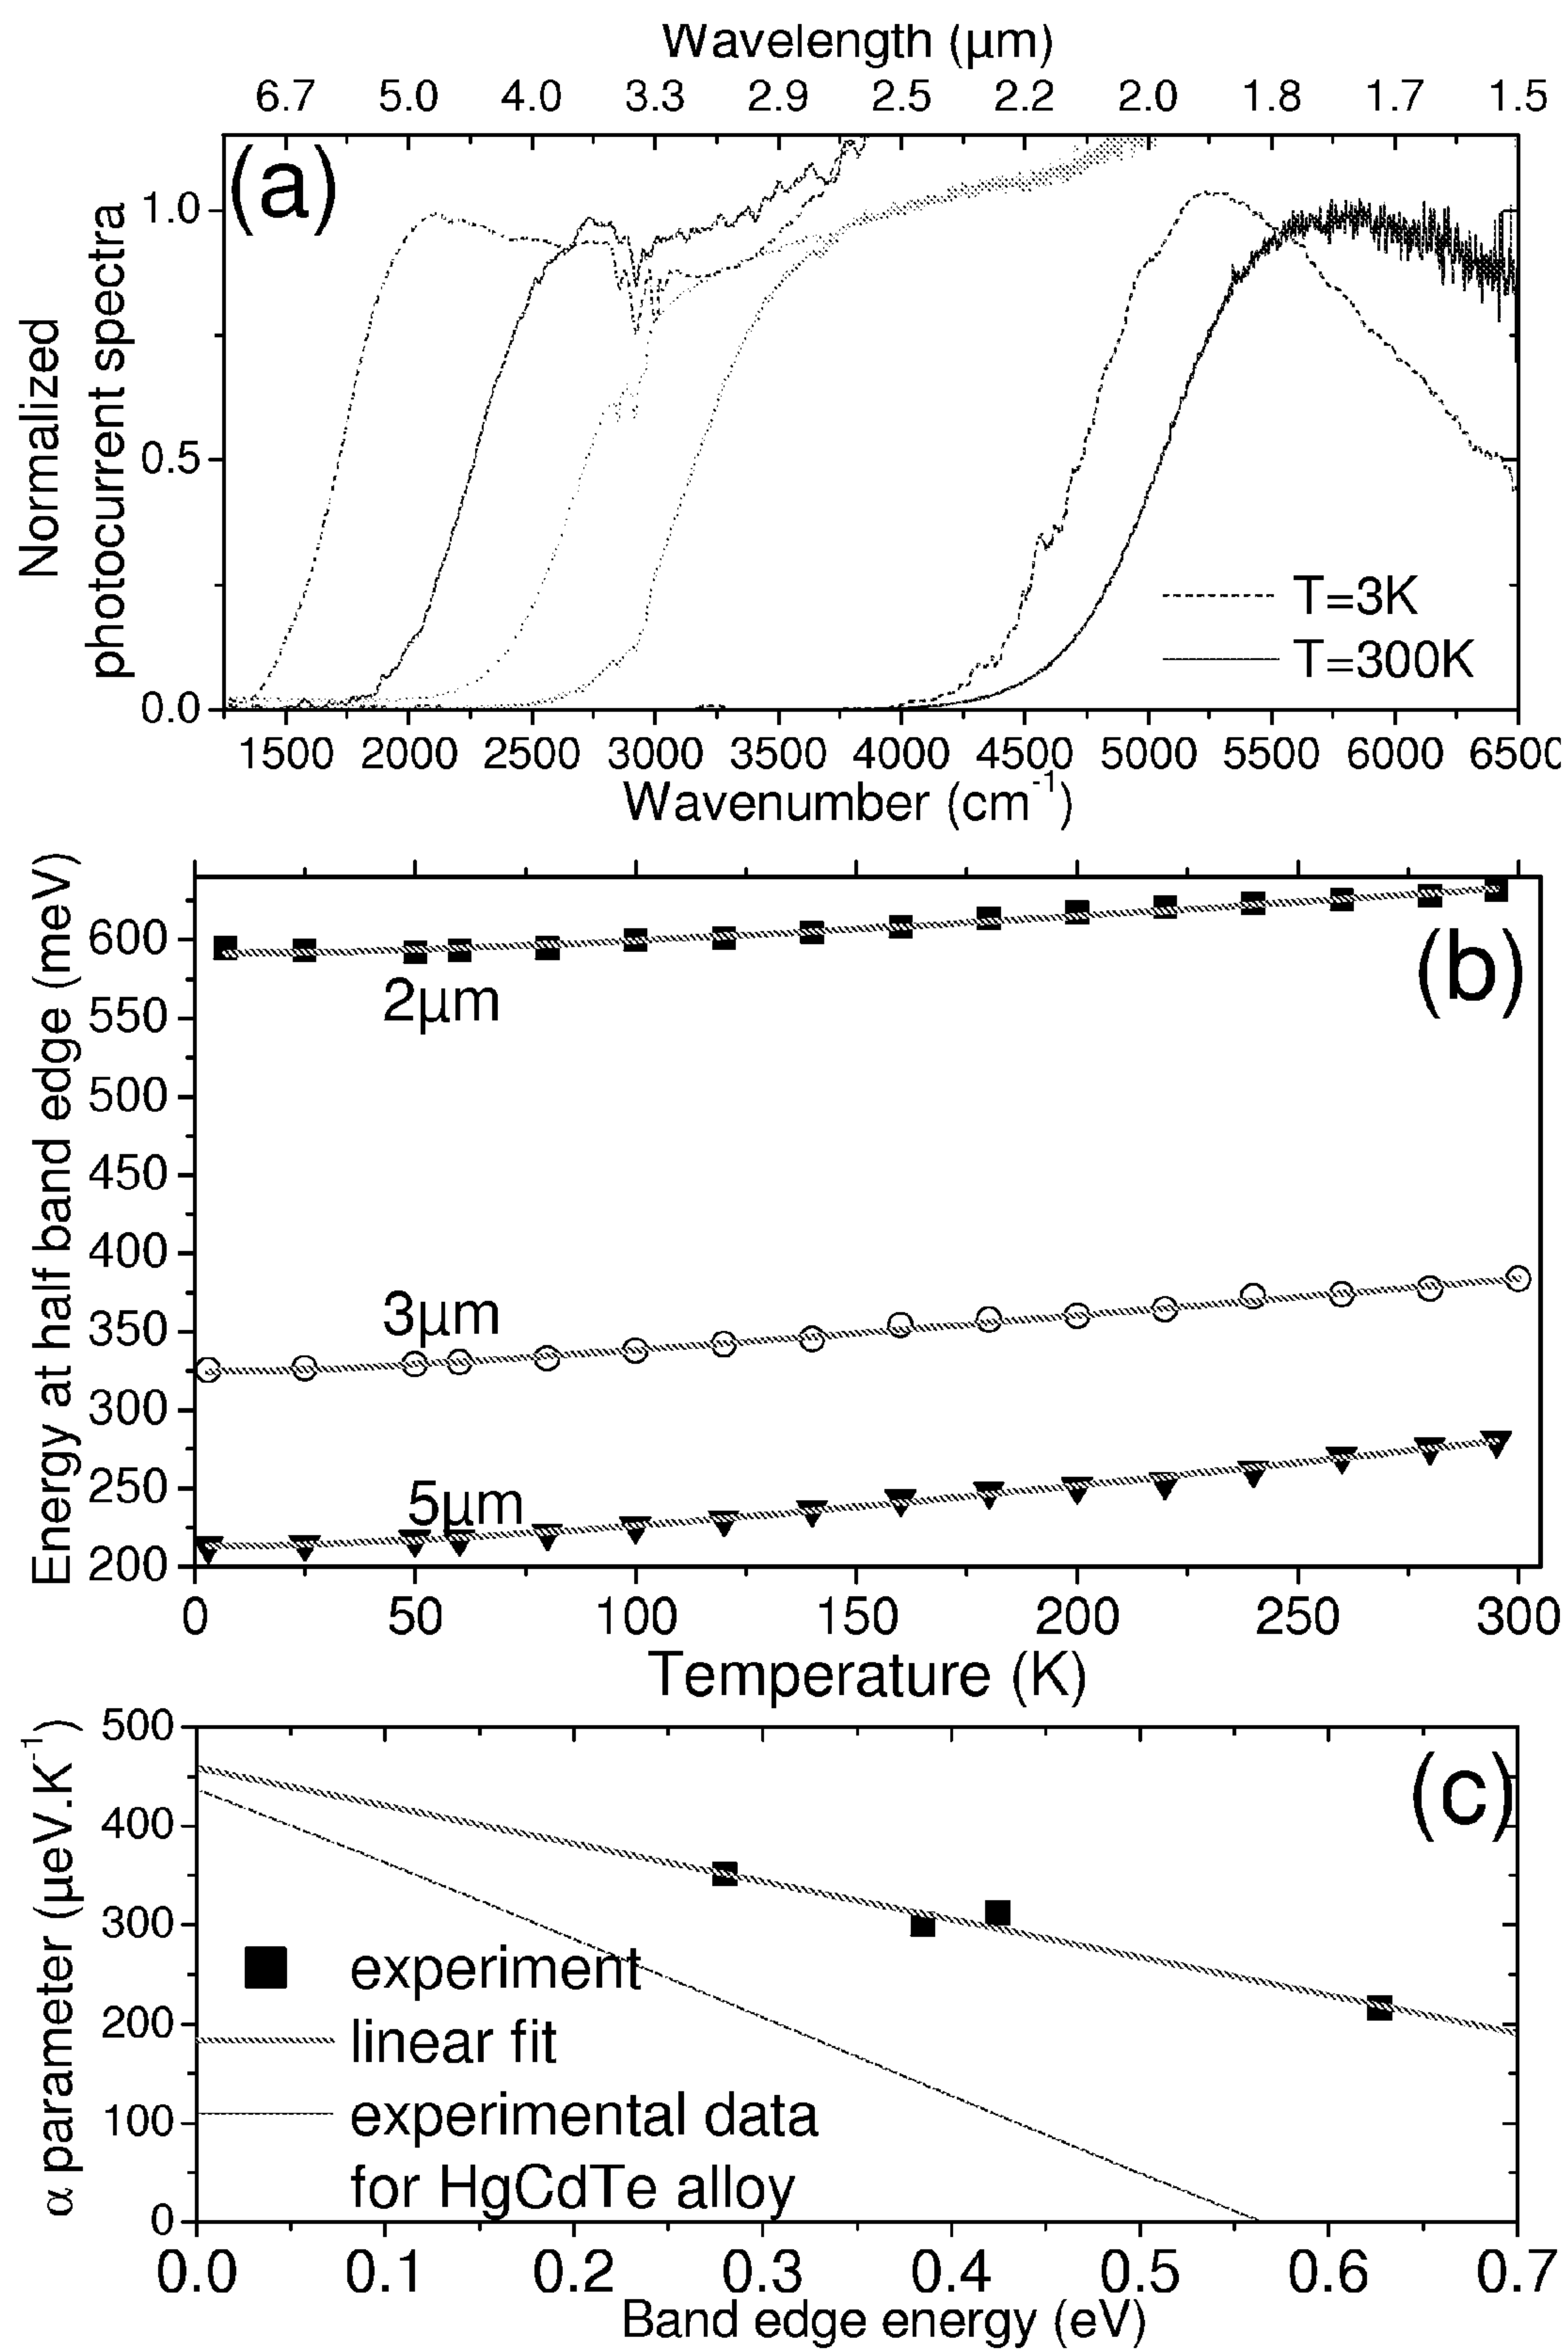 Wavelength (µm)
6.7 5.0 4.0 3.3 2.9 2.5 2.2 2.0 1.8 1.7 1.5
(a)
Normalized
photocurrent spectra
1.0
0.5
0.0
T=3K
T=300K
1500 2000 2500 3000 3500 4000 4500 5000 5500 6000 6500
Wavenumber (cm⁻¹)
Energy at half band edge (meV)
600
550
500
450
400
350
300
250
200
(b)
2µm
3µm
5µm
0 50 100 150 200 250 300
Temperature (K)
α parameter (µeV.K⁻¹)
500
400
300
200
100
0
(c)
experiment
linear fit
experimental data
for HgCdTe alloy
0.0 0.1 0.2 0.3 0.4 0.5 0.6 0.7
Band edge energy (eV)